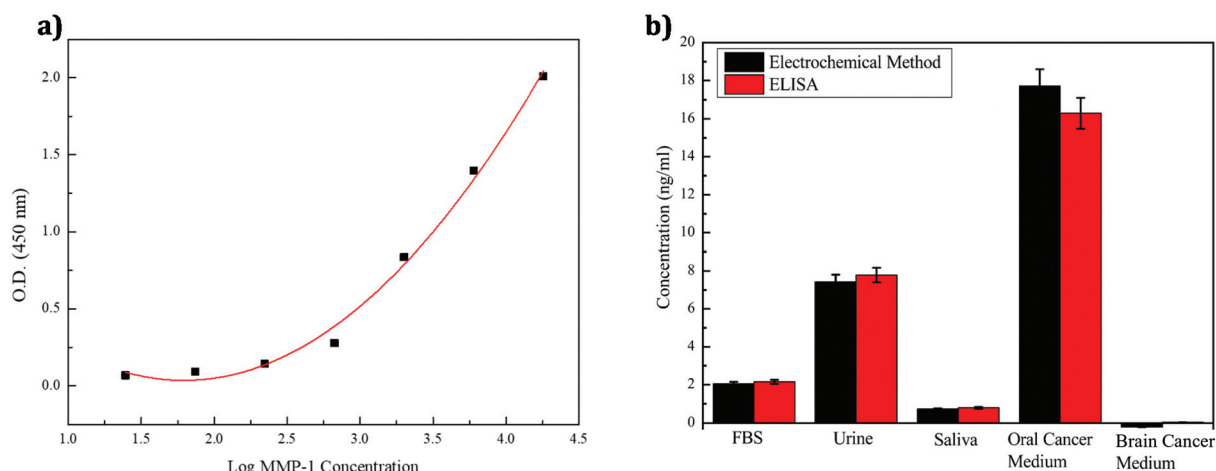 a)
2.0
1.5
1.0
0.5
0.0
O.D. (450 nm)
1.0 1.5 2.0 2.5 3.0 3.5 4.0 4.5
Log MMP-1 Concentration
b)
Electrochemical Method
ELISA
20
18
16
14
12
10
8
6
4
2
0
Concentration (ng/ml)
FBS Urine Saliva Oral Cancer Brain Cancer
Medium Medium